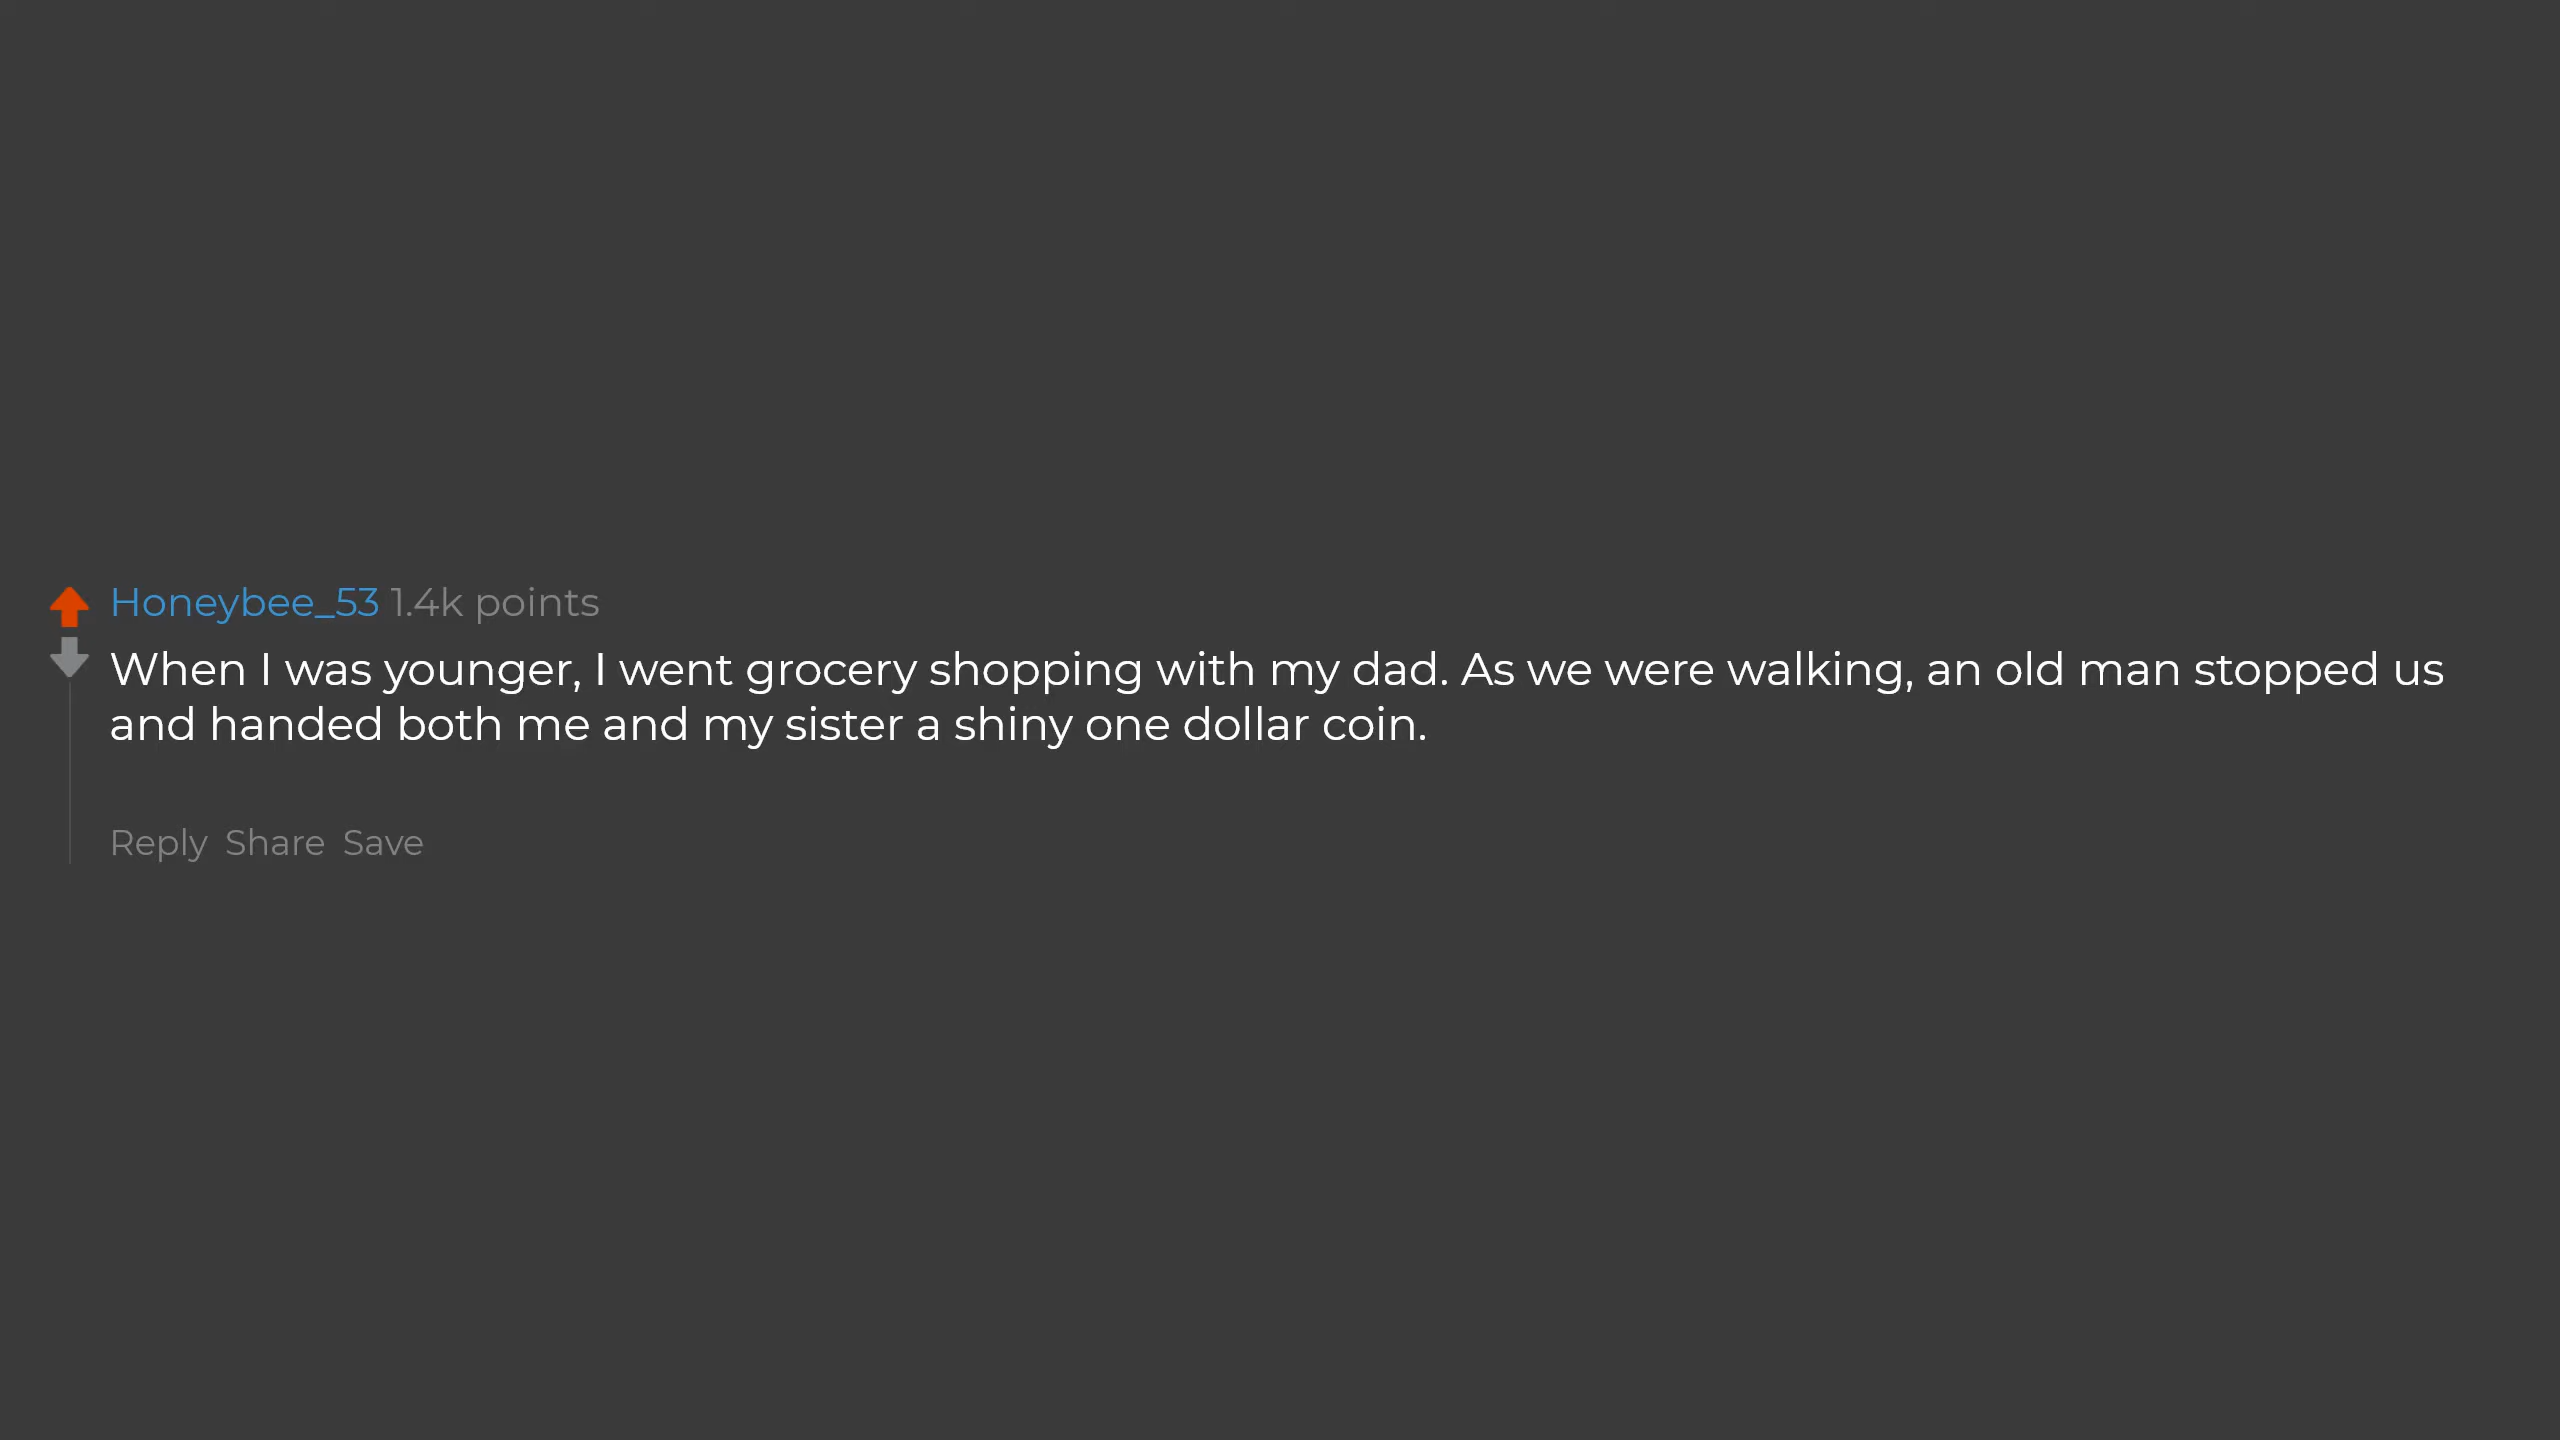 Honeybee_53 1.4k points
When I was younger, I went grocery shopping with my dad. As we were walking, an old man stopped us
and handed both me and my sister a shiny one dollar coin.
Reply Share Save